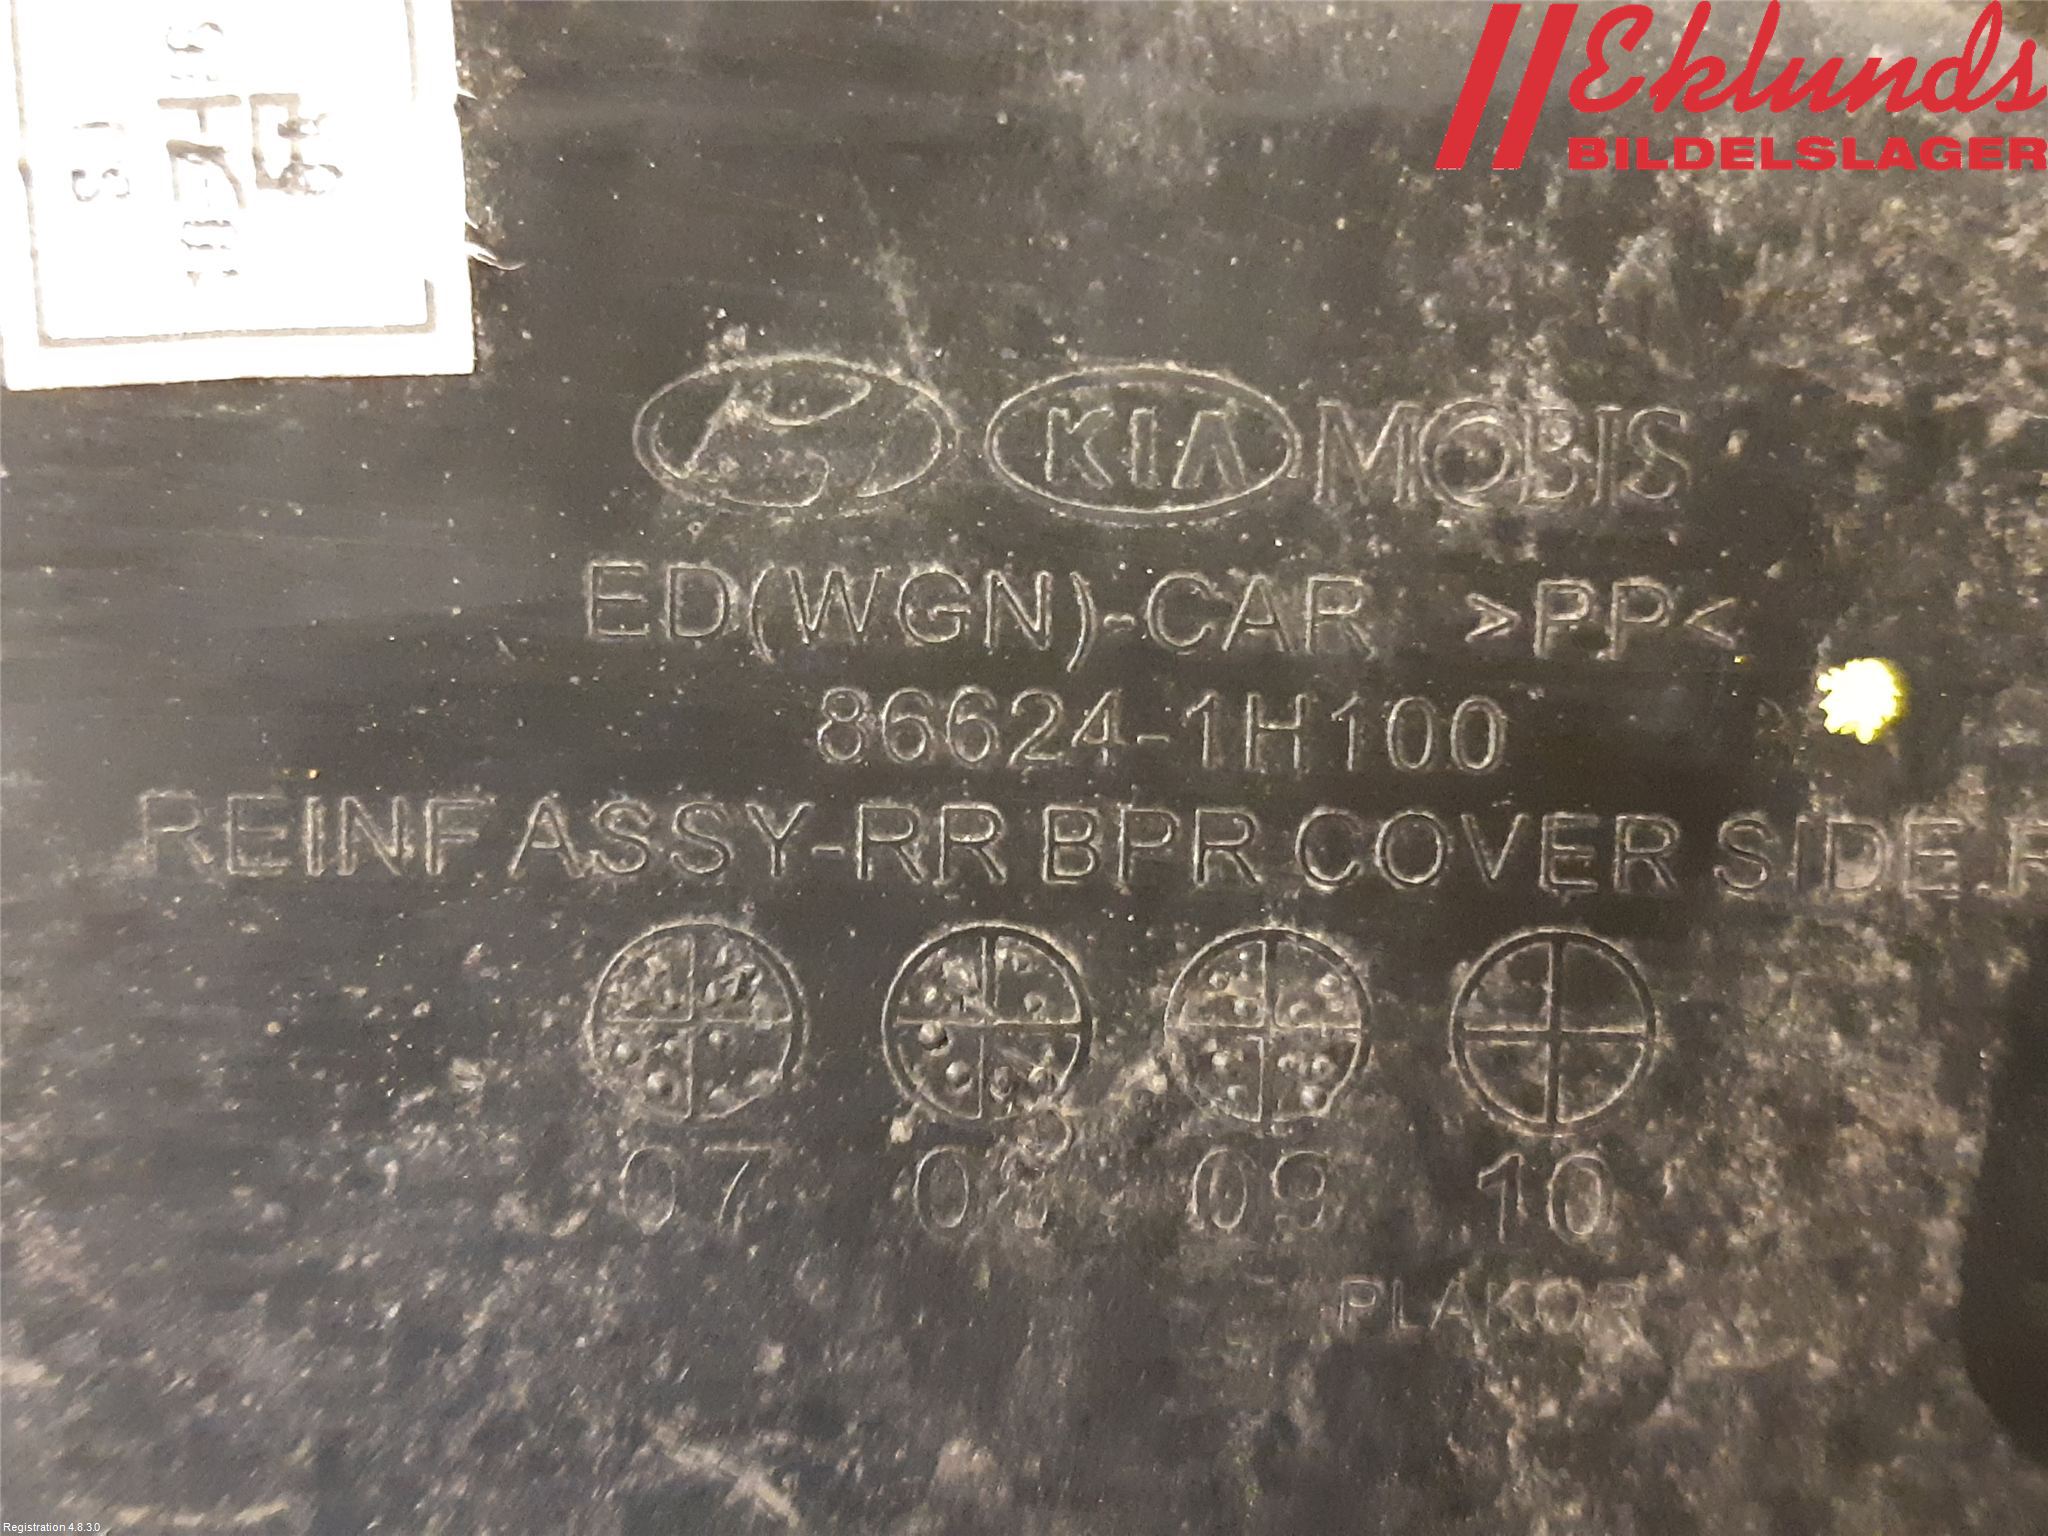 Eklunds
BILDELSLAGER
KIA MOBIS
ED(WGN)-CAR >PP<
86624-1H100
REINF ASSY-RR BPR COVER SIDE.R
07 08 09 10
PLAKOR
Registration 4.8.3.0